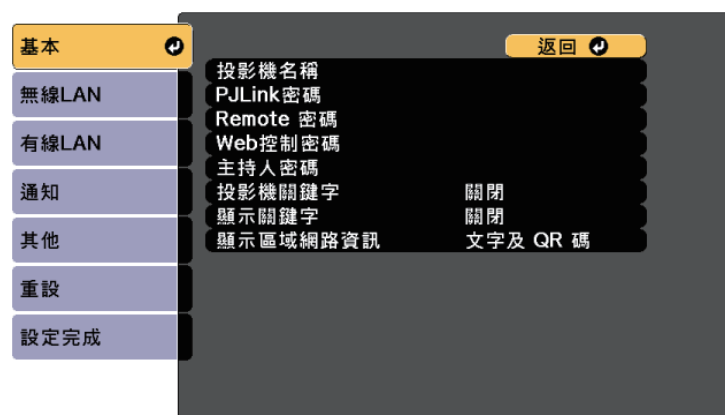 基本
無線LAN
有線LAN
通知
其他
重設
設定完成
返回
投影機名稱
PJLink密碼
Remote 密碼
Web控制密碼
主持人密碼
投影機關鍵字 關閉
顯示關鍵字 關閉
顯示區域網路資訊 文字及 QR 碼